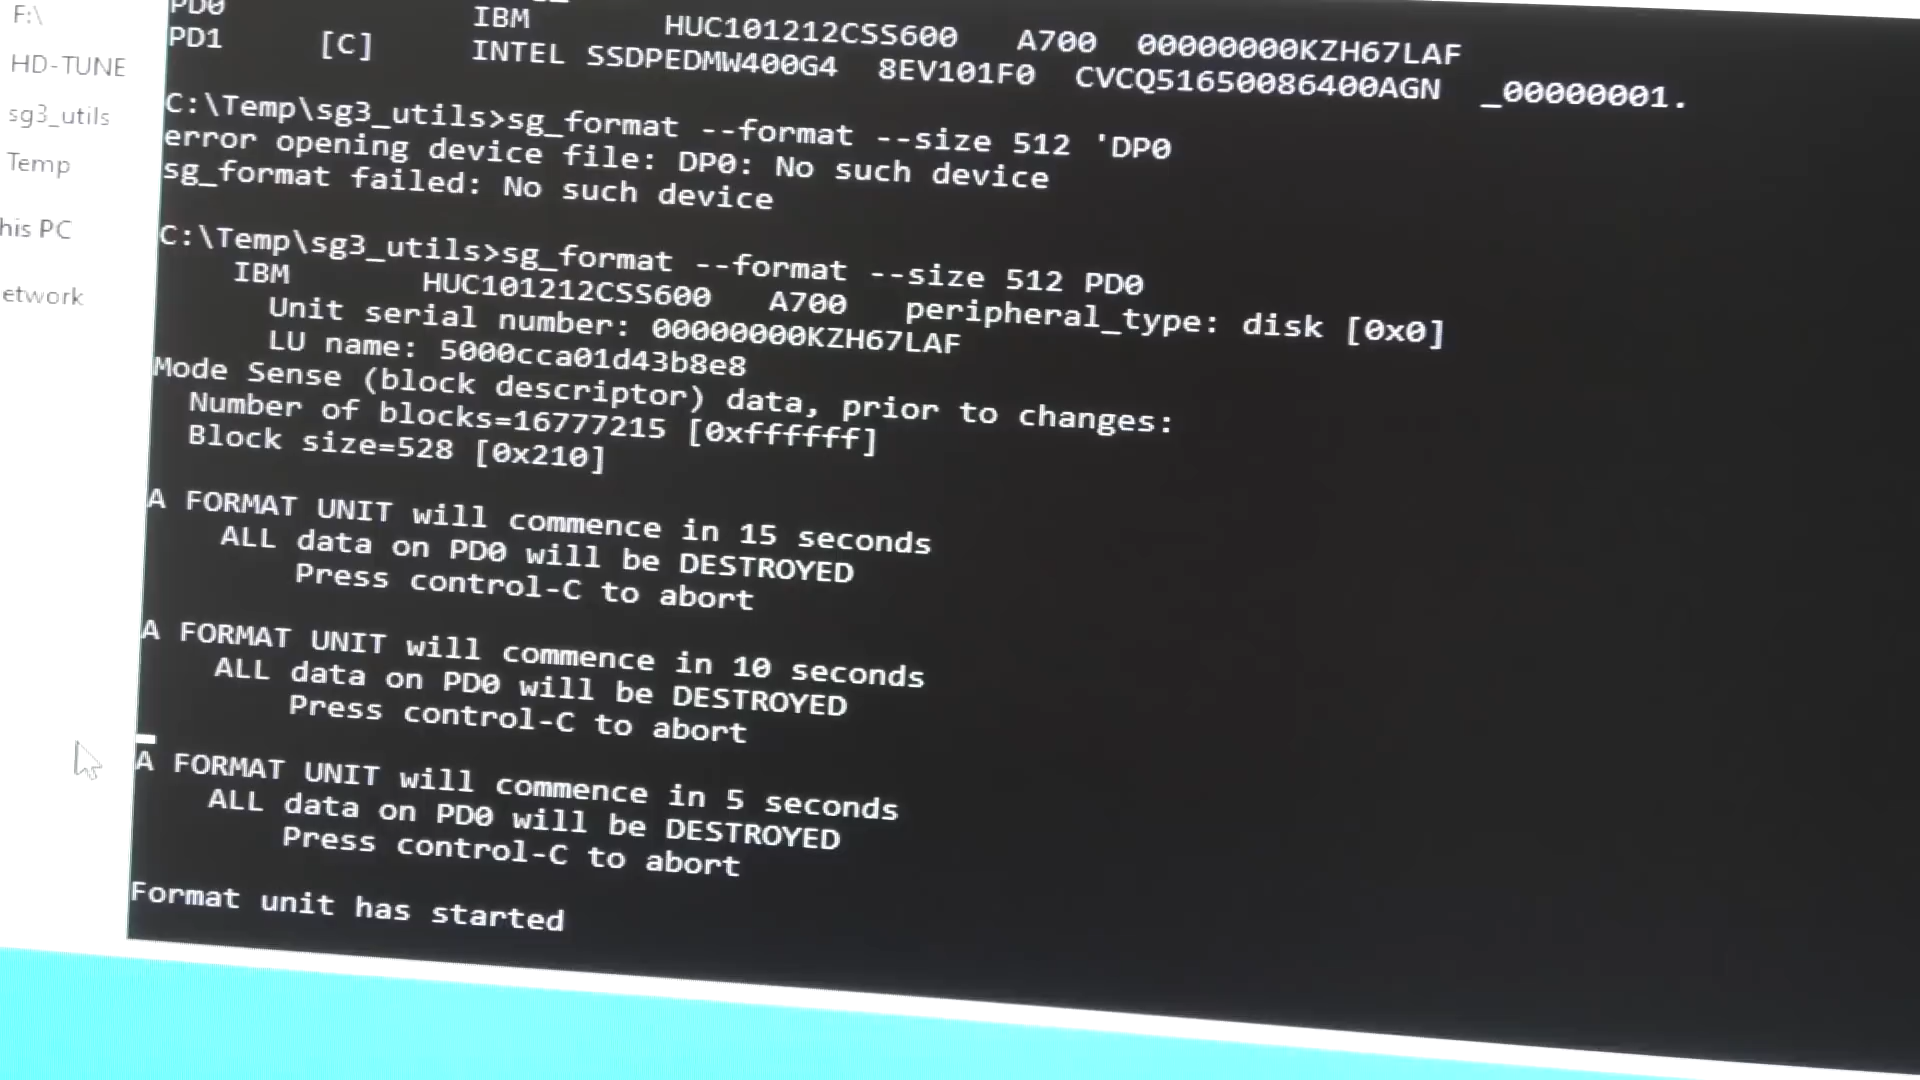 F:\
HD-TUNE
sg3_utils
Temp
his PC
etwork
PD0 IBM HUC101212CSS600 A700 00000000KZH67LAF
PD1 [C] INTEL SSDPEDMW400G4 8EV101F0 CVCQ51650086400AGN _00000001.
C:\Temp\sg3_utils>sg_format --format --size 512 'DP0
error opening device file: DP0: No such device
sg_format failed: No such device
C:\Temp\sg3_utils>sg_format --format --size 512 PD0
IBM HUC101212CSS600 A700 peripheral_type: disk [0x0]
Unit serial number: 00000000KZH67LAF
LU name: 5000cca01d43b8e8
Mode Sense (block descriptor) data, prior to changes:
Number of blocks=16777215 [0xffffff]
Block size=528 [0x210]
A FORMAT UNIT will commence in 15 seconds
ALL data on PD0 will be DESTROYED
Press control-C to abort
A FORMAT UNIT will commence in 10 seconds
ALL data on PD0 will be DESTROYED
Press control-C to abort
A FORMAT UNIT will commence in 5 seconds
ALL data on PD0 will be DESTROYED
Press control-C to abort
Format unit has started